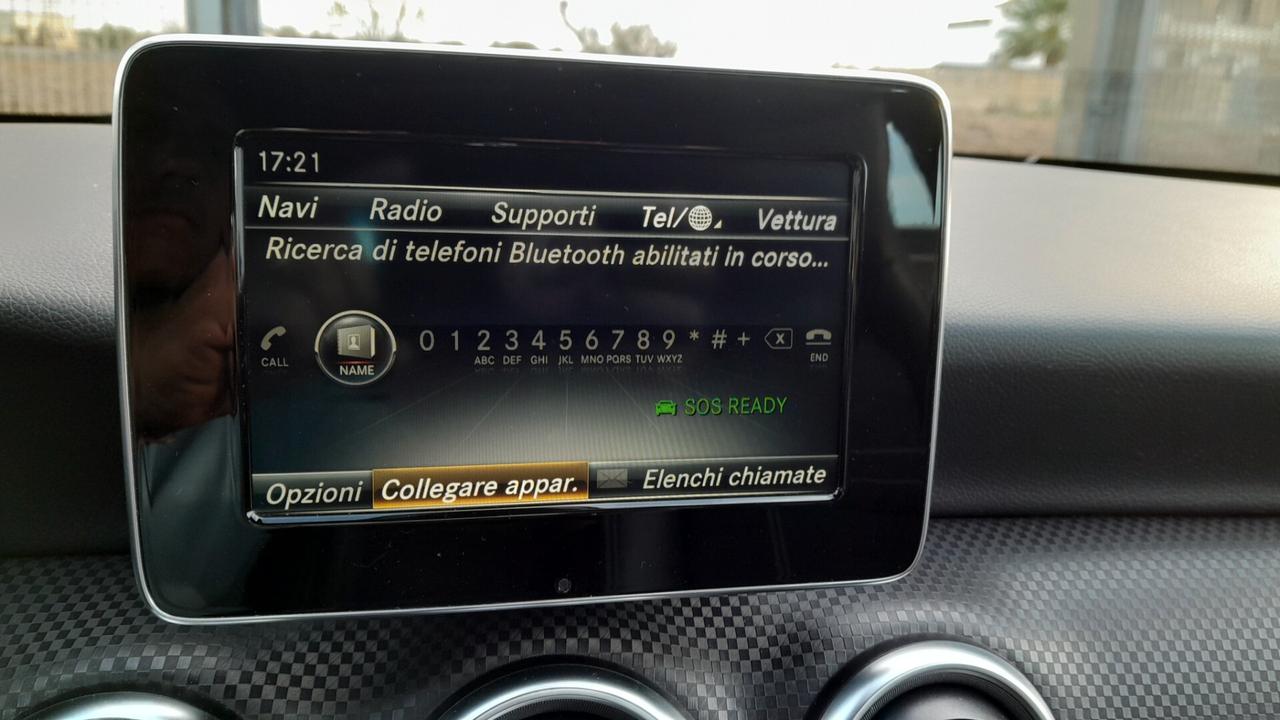 17:21
Navi Radio Supporti Tel/ Vettura
Ricerca di telefoni Bluetooth abilitati in corso...
CALL NAME 0 1 2 3 4 5 6 7 8 9 * # + X END
ABC DEF GHI JKL MNO PQRS TUV WXYZ
SOS READY
Opzioni Collegare appar. Elenchi chiamate